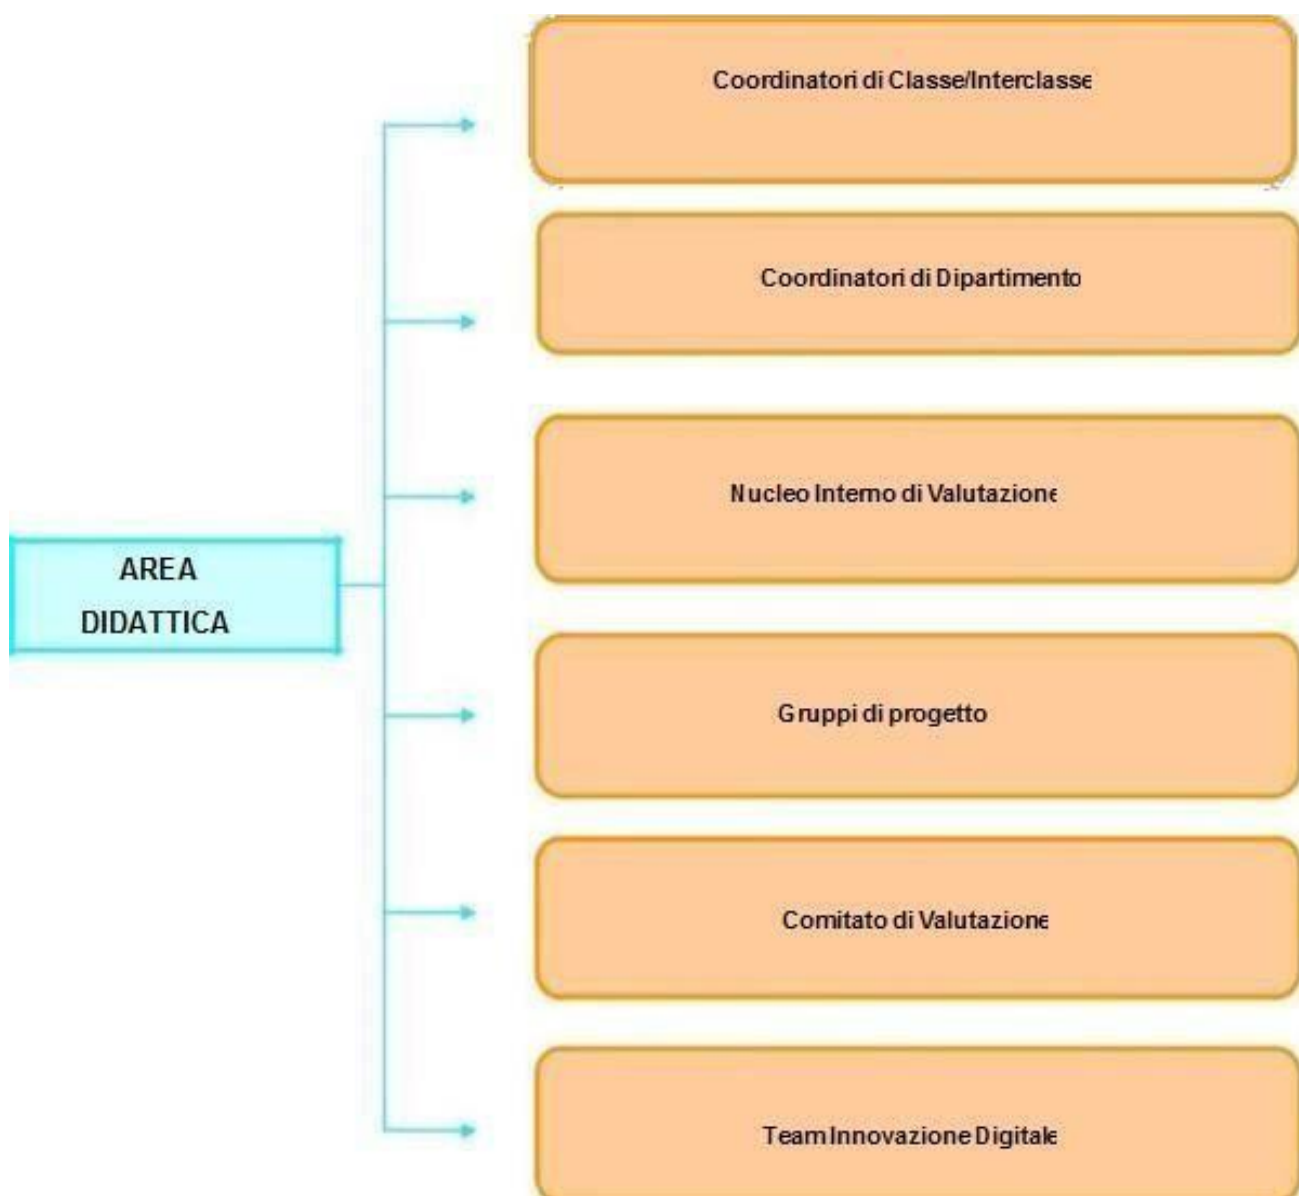 Coordinatori di Classe/Interclasse
Coordinatori di Dipartimento
Nucleo Interno di Valutazione
AREA
DIDATTICA
Gruppi di progetto
Comitato di Valutazione
Team Innovazione Digitale